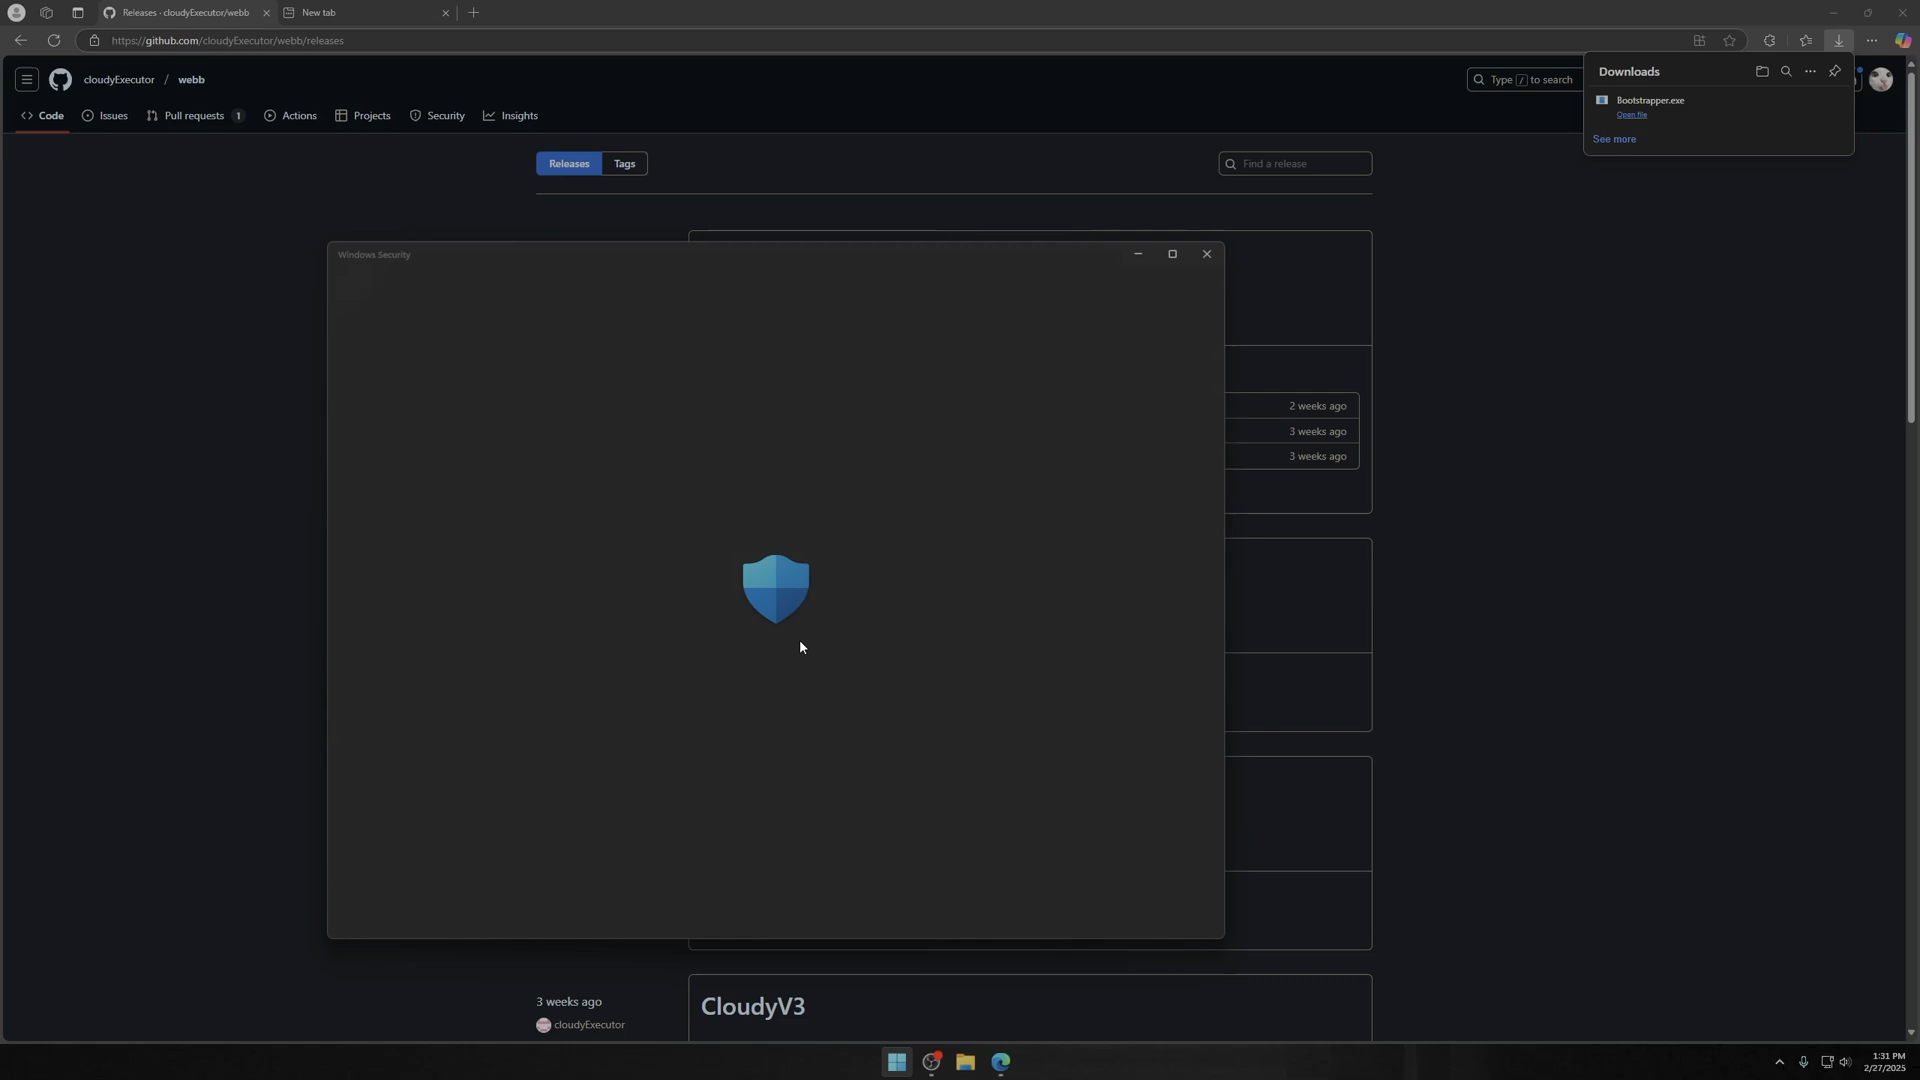 Releases · cloudyExecutor/webb
New tab
https://github.com/cloudyExecutor/webb/releases
cloudyExecutor / webb
Type / to search
Downloads
Bootstrapper.exe
Open file
See more
Code
Issues
Pull requests 1
Actions
Projects
Security
Insights
Releases
Tags
Find a release
Windows Security
2 weeks ago
3 weeks ago
3 weeks ago
3 weeks ago
cloudyExecutor
CloudyV3
1:31 PM
2/27/2025